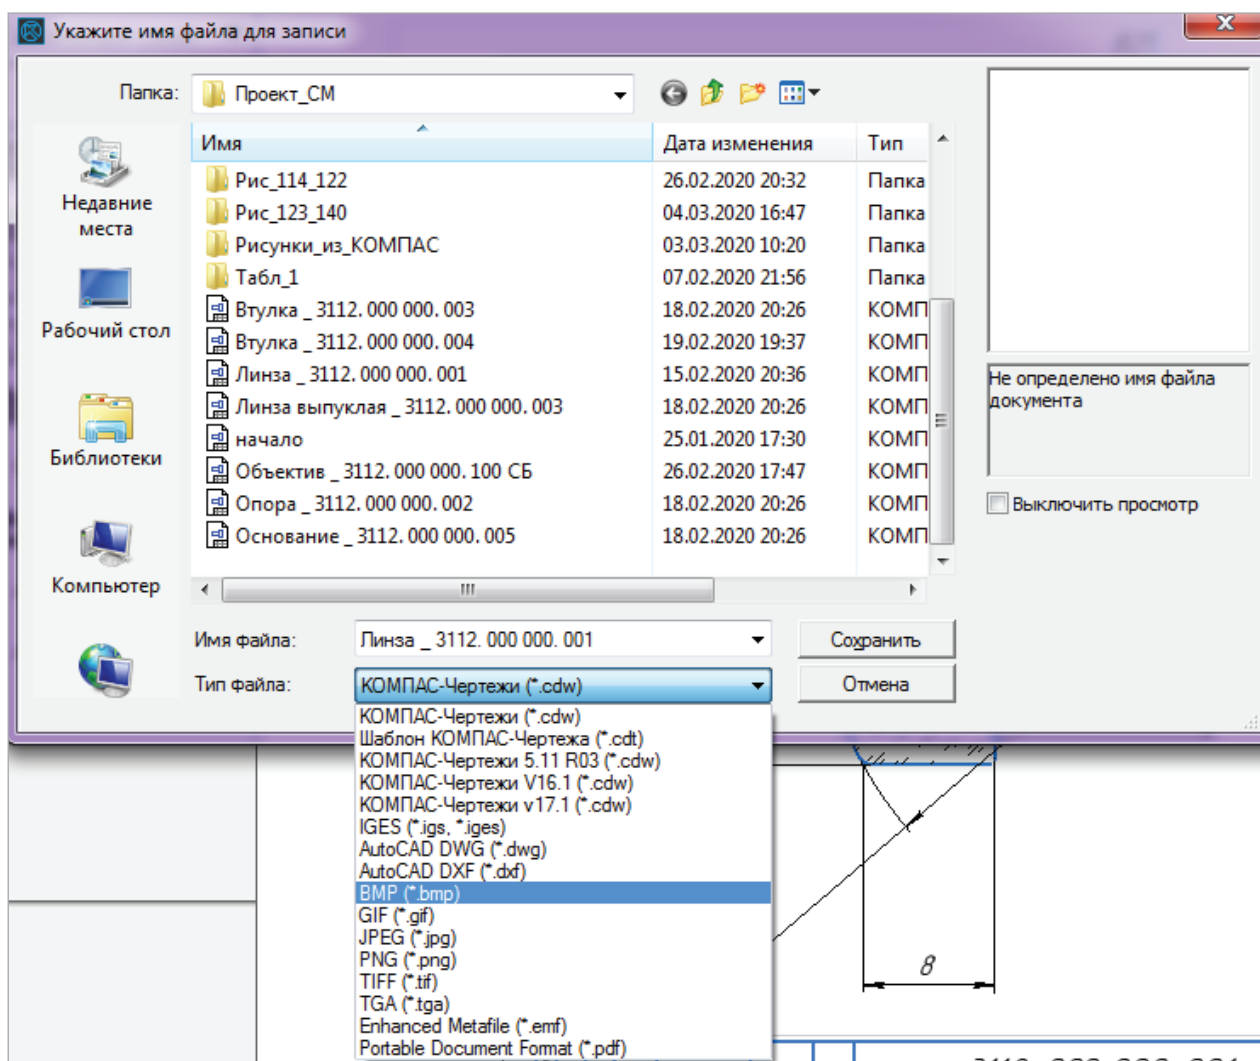 Укажите имя файла для записи
Папка: Проект_СМ
Имя Дата изменения Тип
Рис_114_122 26.02.2020 20:32 Папка
Рис_123_140 04.03.2020 16:47 Папка
Рисунки_из_КОМПАС 03.03.2020 10:20 Папка
Табл_1 07.02.2020 21:56 Папка
Втулка _ 3112. 000 000. 003 18.02.2020 20:26 КОМП
Втулка _ 3112. 000 000. 004 19.02.2020 19:37 КОМП
Линза _ 3112. 000 000. 001 15.02.2020 20:36 КОМП
Линза выпуклая _ 3112. 000 000. 003 18.02.2020 20:26 КОМП
начало 25.01.2020 17:30 КОМП
Объектив _ 3112. 000 000. 100 СБ 26.02.2020 17:47 КОМП
Опора _ 3112. 000 000. 002 18.02.2020 20:26 КОМП
Основание _ 3112. 000 000. 005 18.02.2020 20:26 КОМП
Недавние
места
Рабочий стол
Библиотеки
Компьютер
Не определено имя файла
документа
Выключить просмотр
Имя файла: Линза _ 3112. 000 000. 001 Сохранить
Тип файла: КОМПАС-Чертежи (*.cdw) Отмена
КОМПАС-Чертежи (*.cdw)
Шаблон КОМПАС-Чертежа (*.cdt)
КОМПАС-Чертежи 5.11 R03 (*.cdw)
КОМПАС-Чертежи V16.1 (*.cdw)
КОМПАС-Чертежи v17.1 (*.cdw)
IGES (*.igs, *.iges)
AutoCAD DWG (*.dwg)
AutoCAD DXF (*.dxf)
BMP (*.bmp)
GIF (*.gif)
JPEG (*.jpg)
PNG (*.png)
TIFF (*.tif)
TGA (*.tga)
Enhanced Metafile (*.emf)
Portable Document Format (*.pdf)
8